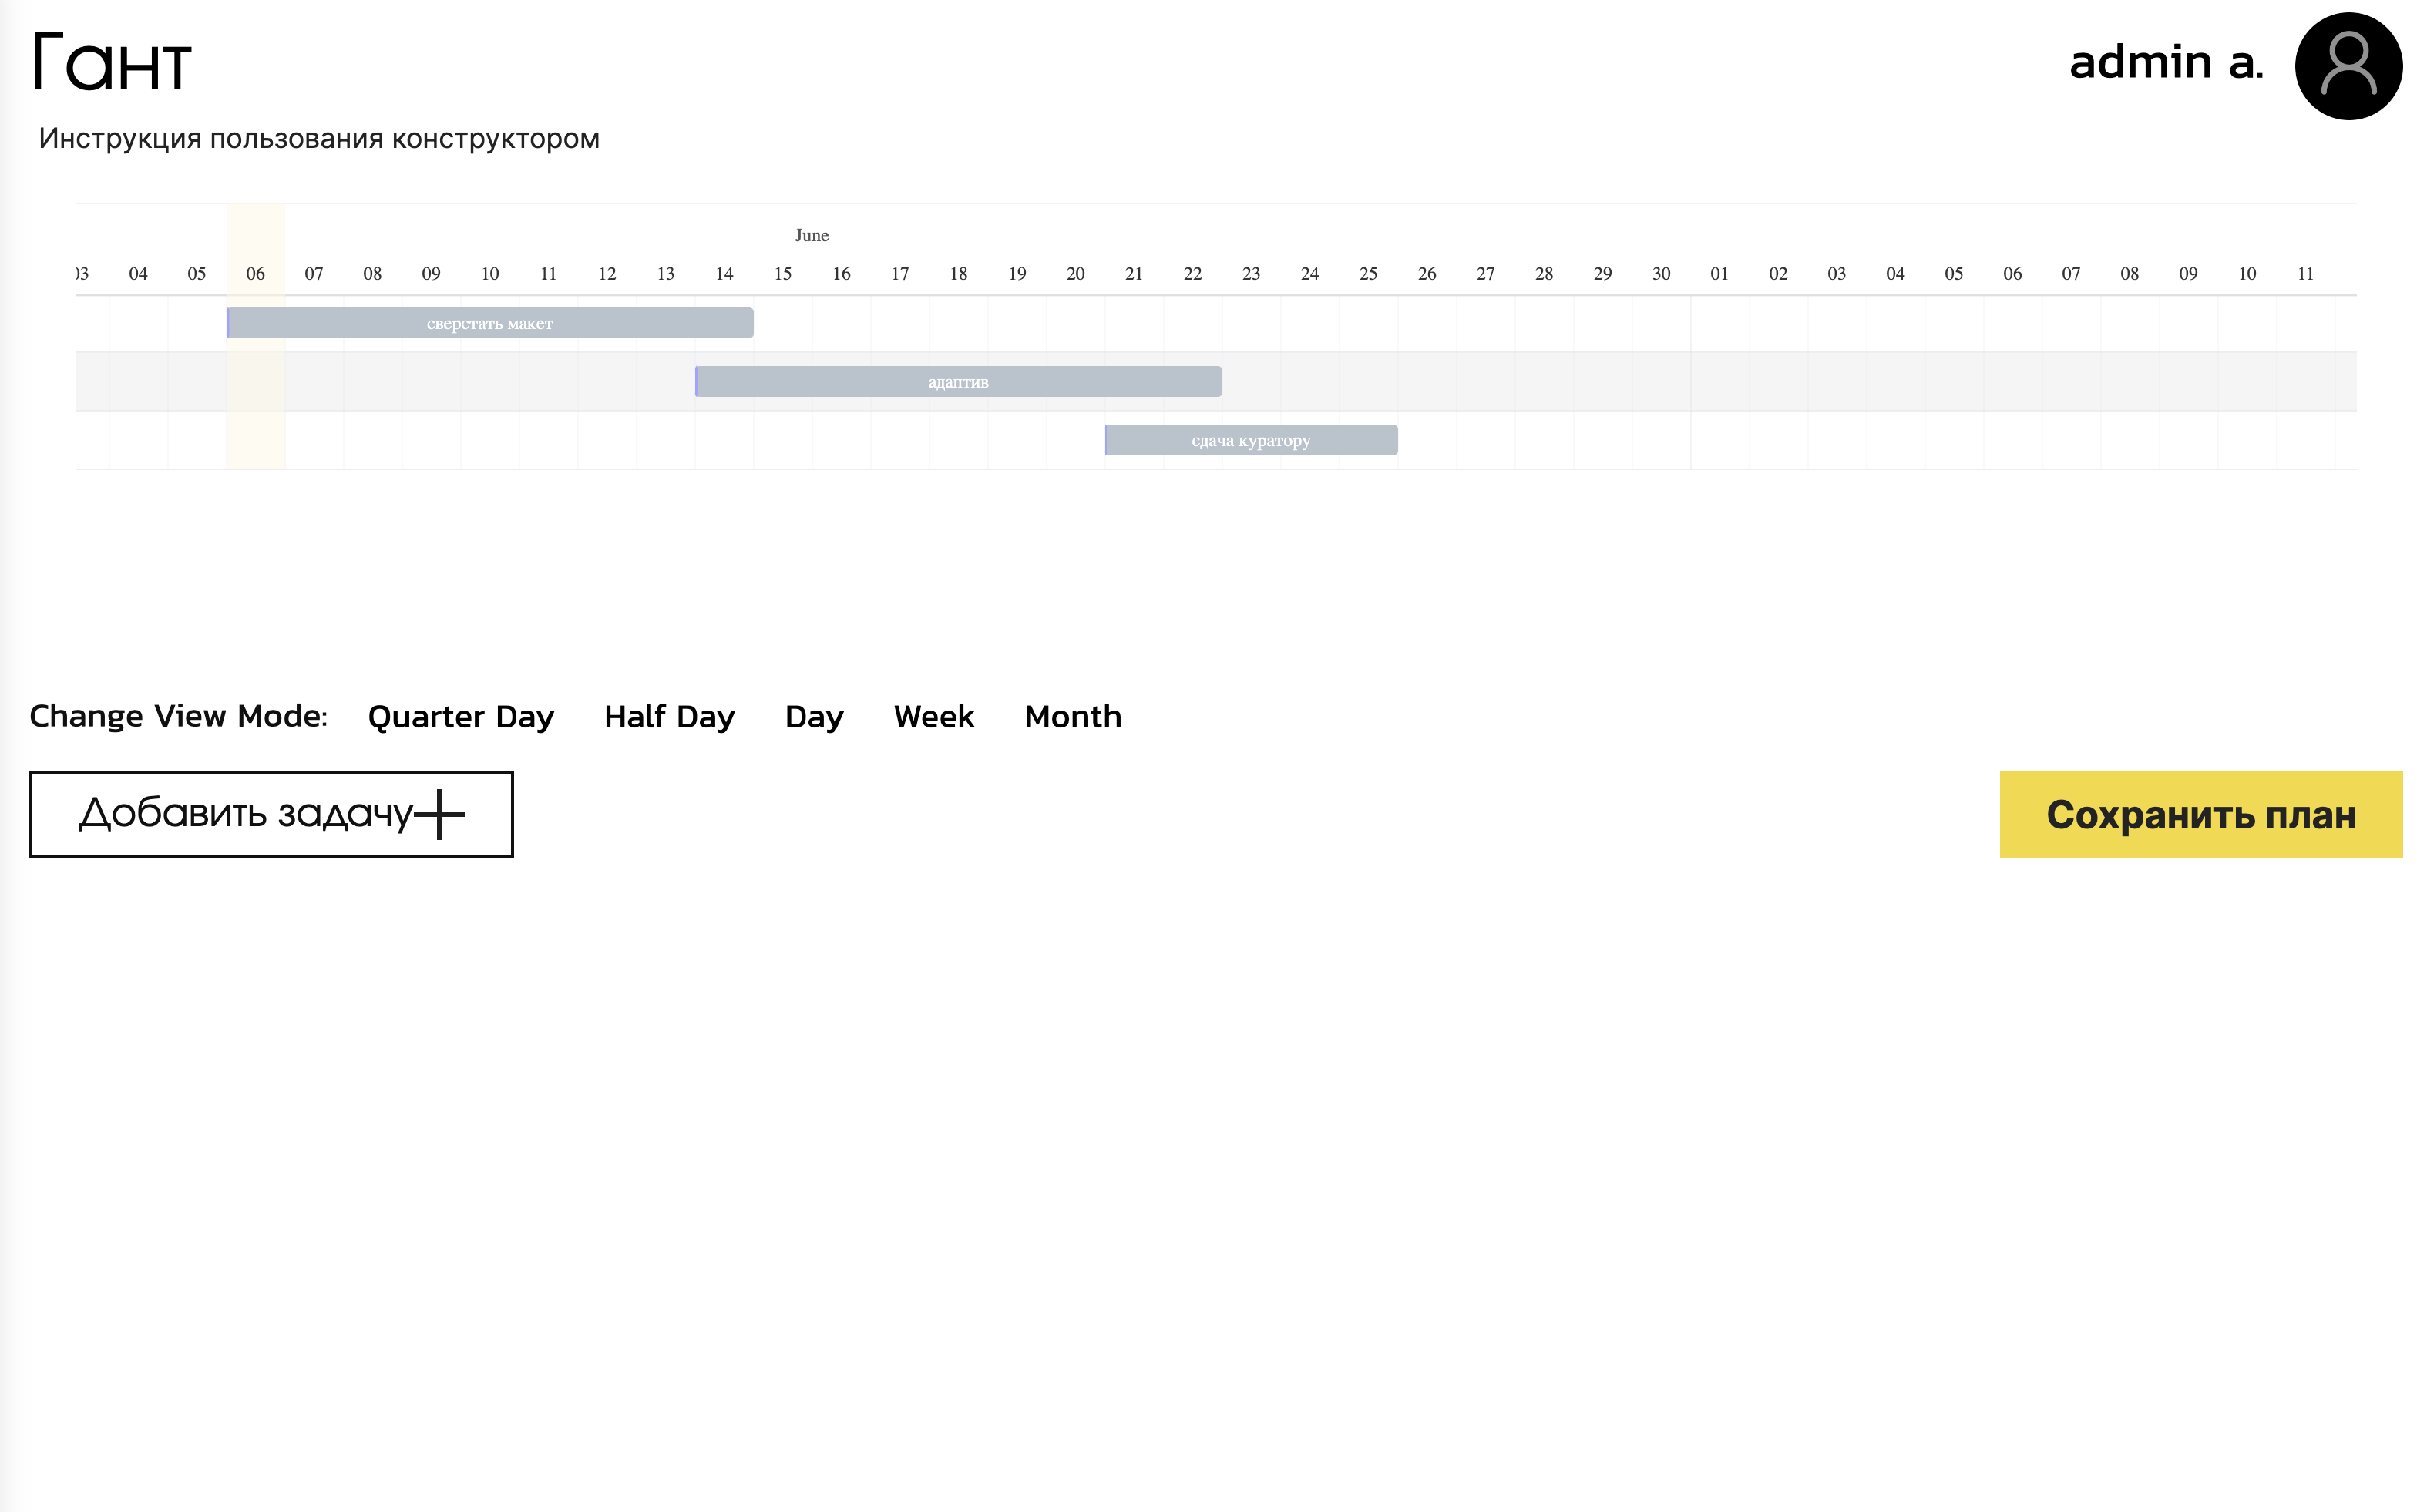 Гант
admin a.
Инструкция пользования конструктором
June
03 04 05 06 07 08 09 10 11 12 13 14 15 16 17 18 19 20 21 22 23 24 25 26 27 28 29 30 01 02 03 04 05 06 07 08 09 10 11
сверстать макет
адаптив
сдача куратору
Change View Mode: Quarter Day Half Day Day Week Month
Добавить задачу
Сохранить план